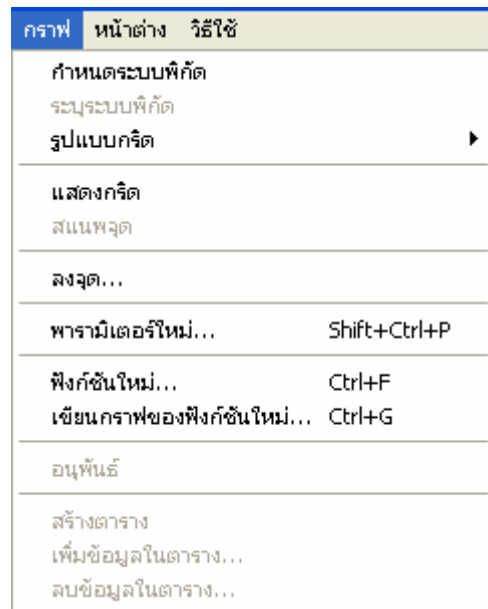 กราฟ หน้าต่าง วิธีใช้
กำหนดระบบพิกัด
ระบุระบบพิกัด
รูปแบบกริด
แสดงกริด
สแนพจุด
ลงจุด...
พารามิเตอร์ใหม่... Shift+Ctrl+P
ฟังก์ชันใหม่... Ctrl+F
เขียนกราฟของฟังก์ชันใหม่... Ctrl+G
อนุพันธ์
สร้างตาราง
เพิ่มข้อมูลในตาราง...
ลบข้อมูลในตาราง...